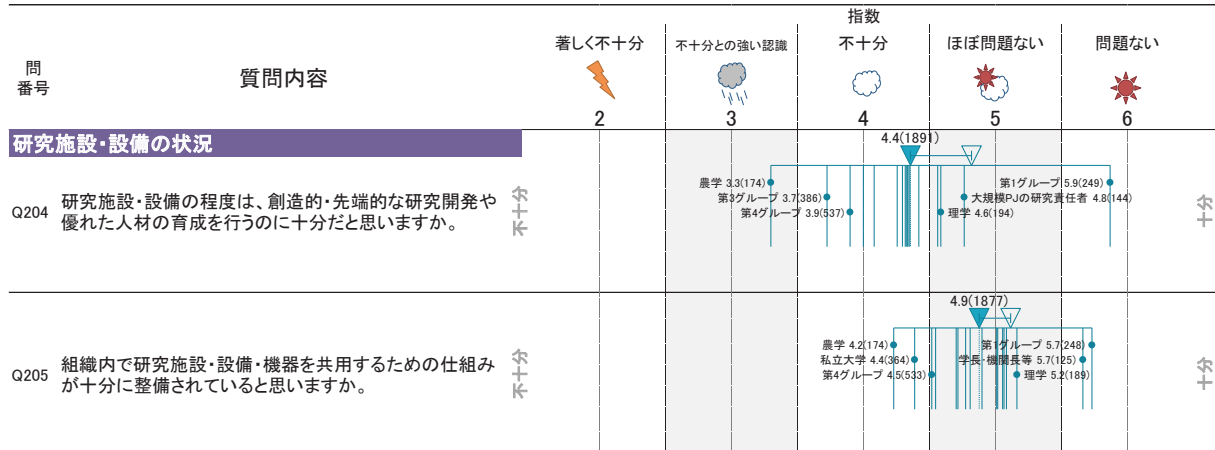 指数
著しく不十分 不十分との強い認識 不十分 ほぼ問題ない 問題ない
問番号 質問内容
2 3 4 5 6
研究施設・設備の状況
4.4(1891)
農学 3.3(174) 第1グループ 5.9(249)
第3グループ 3.7(386) 大規模PJの研究責任者 4.8(144)
第4グループ 3.9(537) 理学 4.6(194)
Q204 研究施設・設備の程度は、創造的・先端的な研究開発や
優れた人材の育成を行うのに十分だと思いますか。
不十分 十分
4.9(1877)
農学 4.2(174) 第1グループ 5.7(248)
私立大学 4.4(364) 学長・機関長等 5.7(125)
第4グループ 4.5(533) 理学 5.2(189)
Q205 組織内で研究施設・設備・機器を共用するための仕組み
が十分に整備されていると思いますか。
不十分 十分